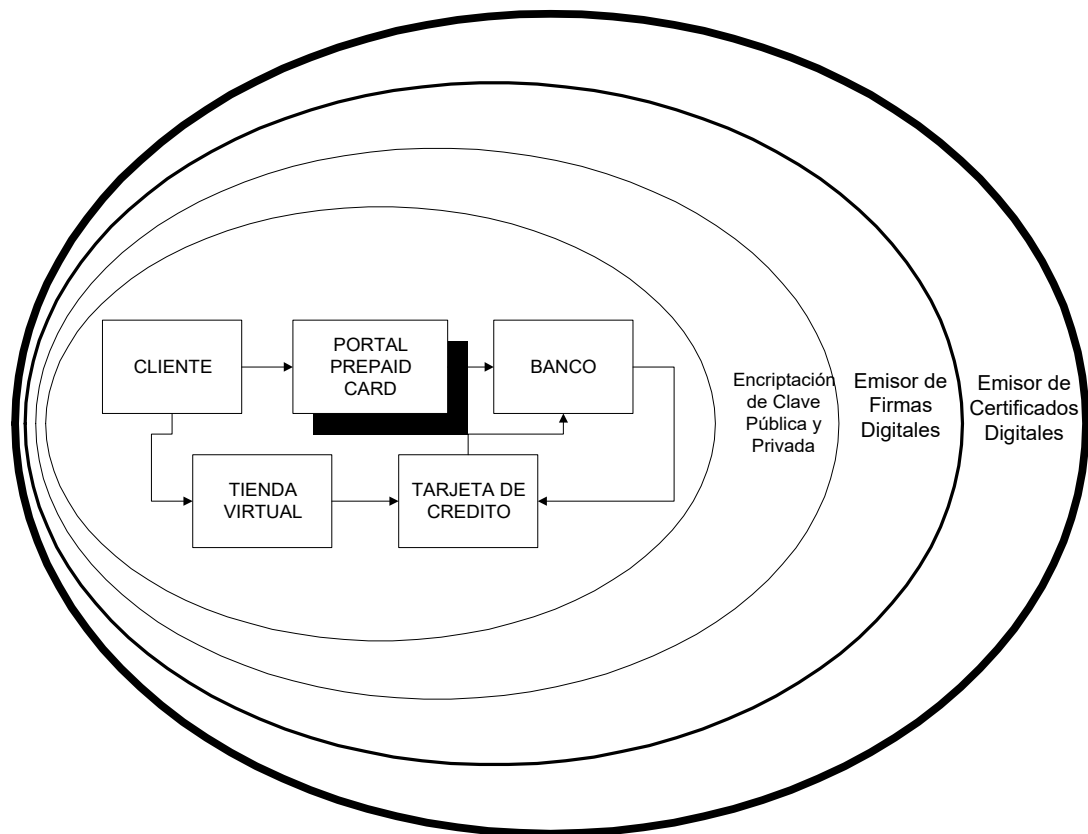 CLIENTE
PORTAL
PREPAID
CARD
BANCO
TIENDA
VIRTUAL
TARJETA DE
CREDITO
Encriptación
de Clave
Pública y
Privada
Emisor de
Firmas
Digitales
Emisor de
Certificados
Digitales